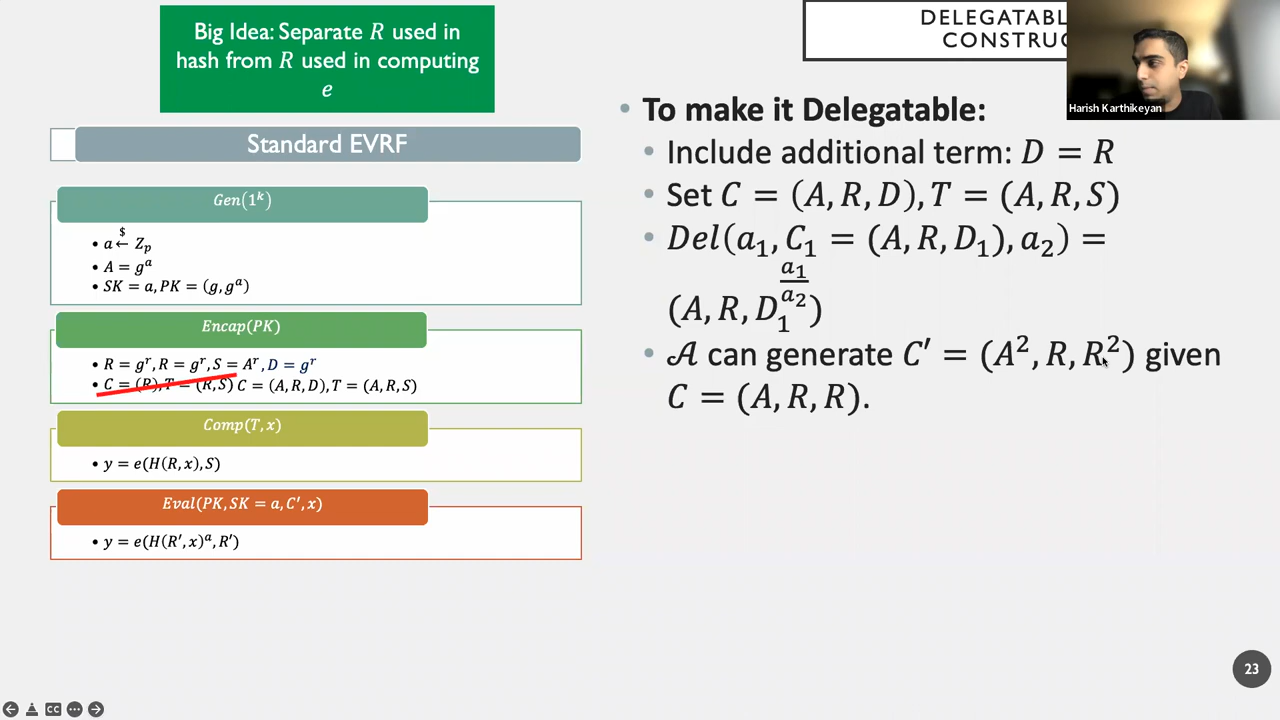 Big Idea: Separate R used in
hash from R used in computing
e
DELEGATABL
CONSTRUC
Harish Karthikeyan
Standard EVRF
Gen(1^k)
• a ←$ Z_p
• A = g^a
• SK = a, PK = (g, g^a)
Encap(PK)
• R = g^r, R = g^r, S = A^r, D = g^r
• C = (R), T = (R, S) C = (A, R, D), T = (A, R, S)
Comp(T, x)
• y = e(H(R, x), S)
Eval(PK, SK = a, C′, x)
• y = e(H(R′, x)^a, R′)
• To make it Delegatable:
• Include additional term: D = R
• Set C = (A, R, D), T = (A, R, S)
• Del(a_1, C_1 = (A, R, D_1), a_2) =
(A, R, D_1^{a_1/a_2})
• 𝒜 can generate C′ = (A^2, R, R^2) given
C = (A, R, R).
23
CC